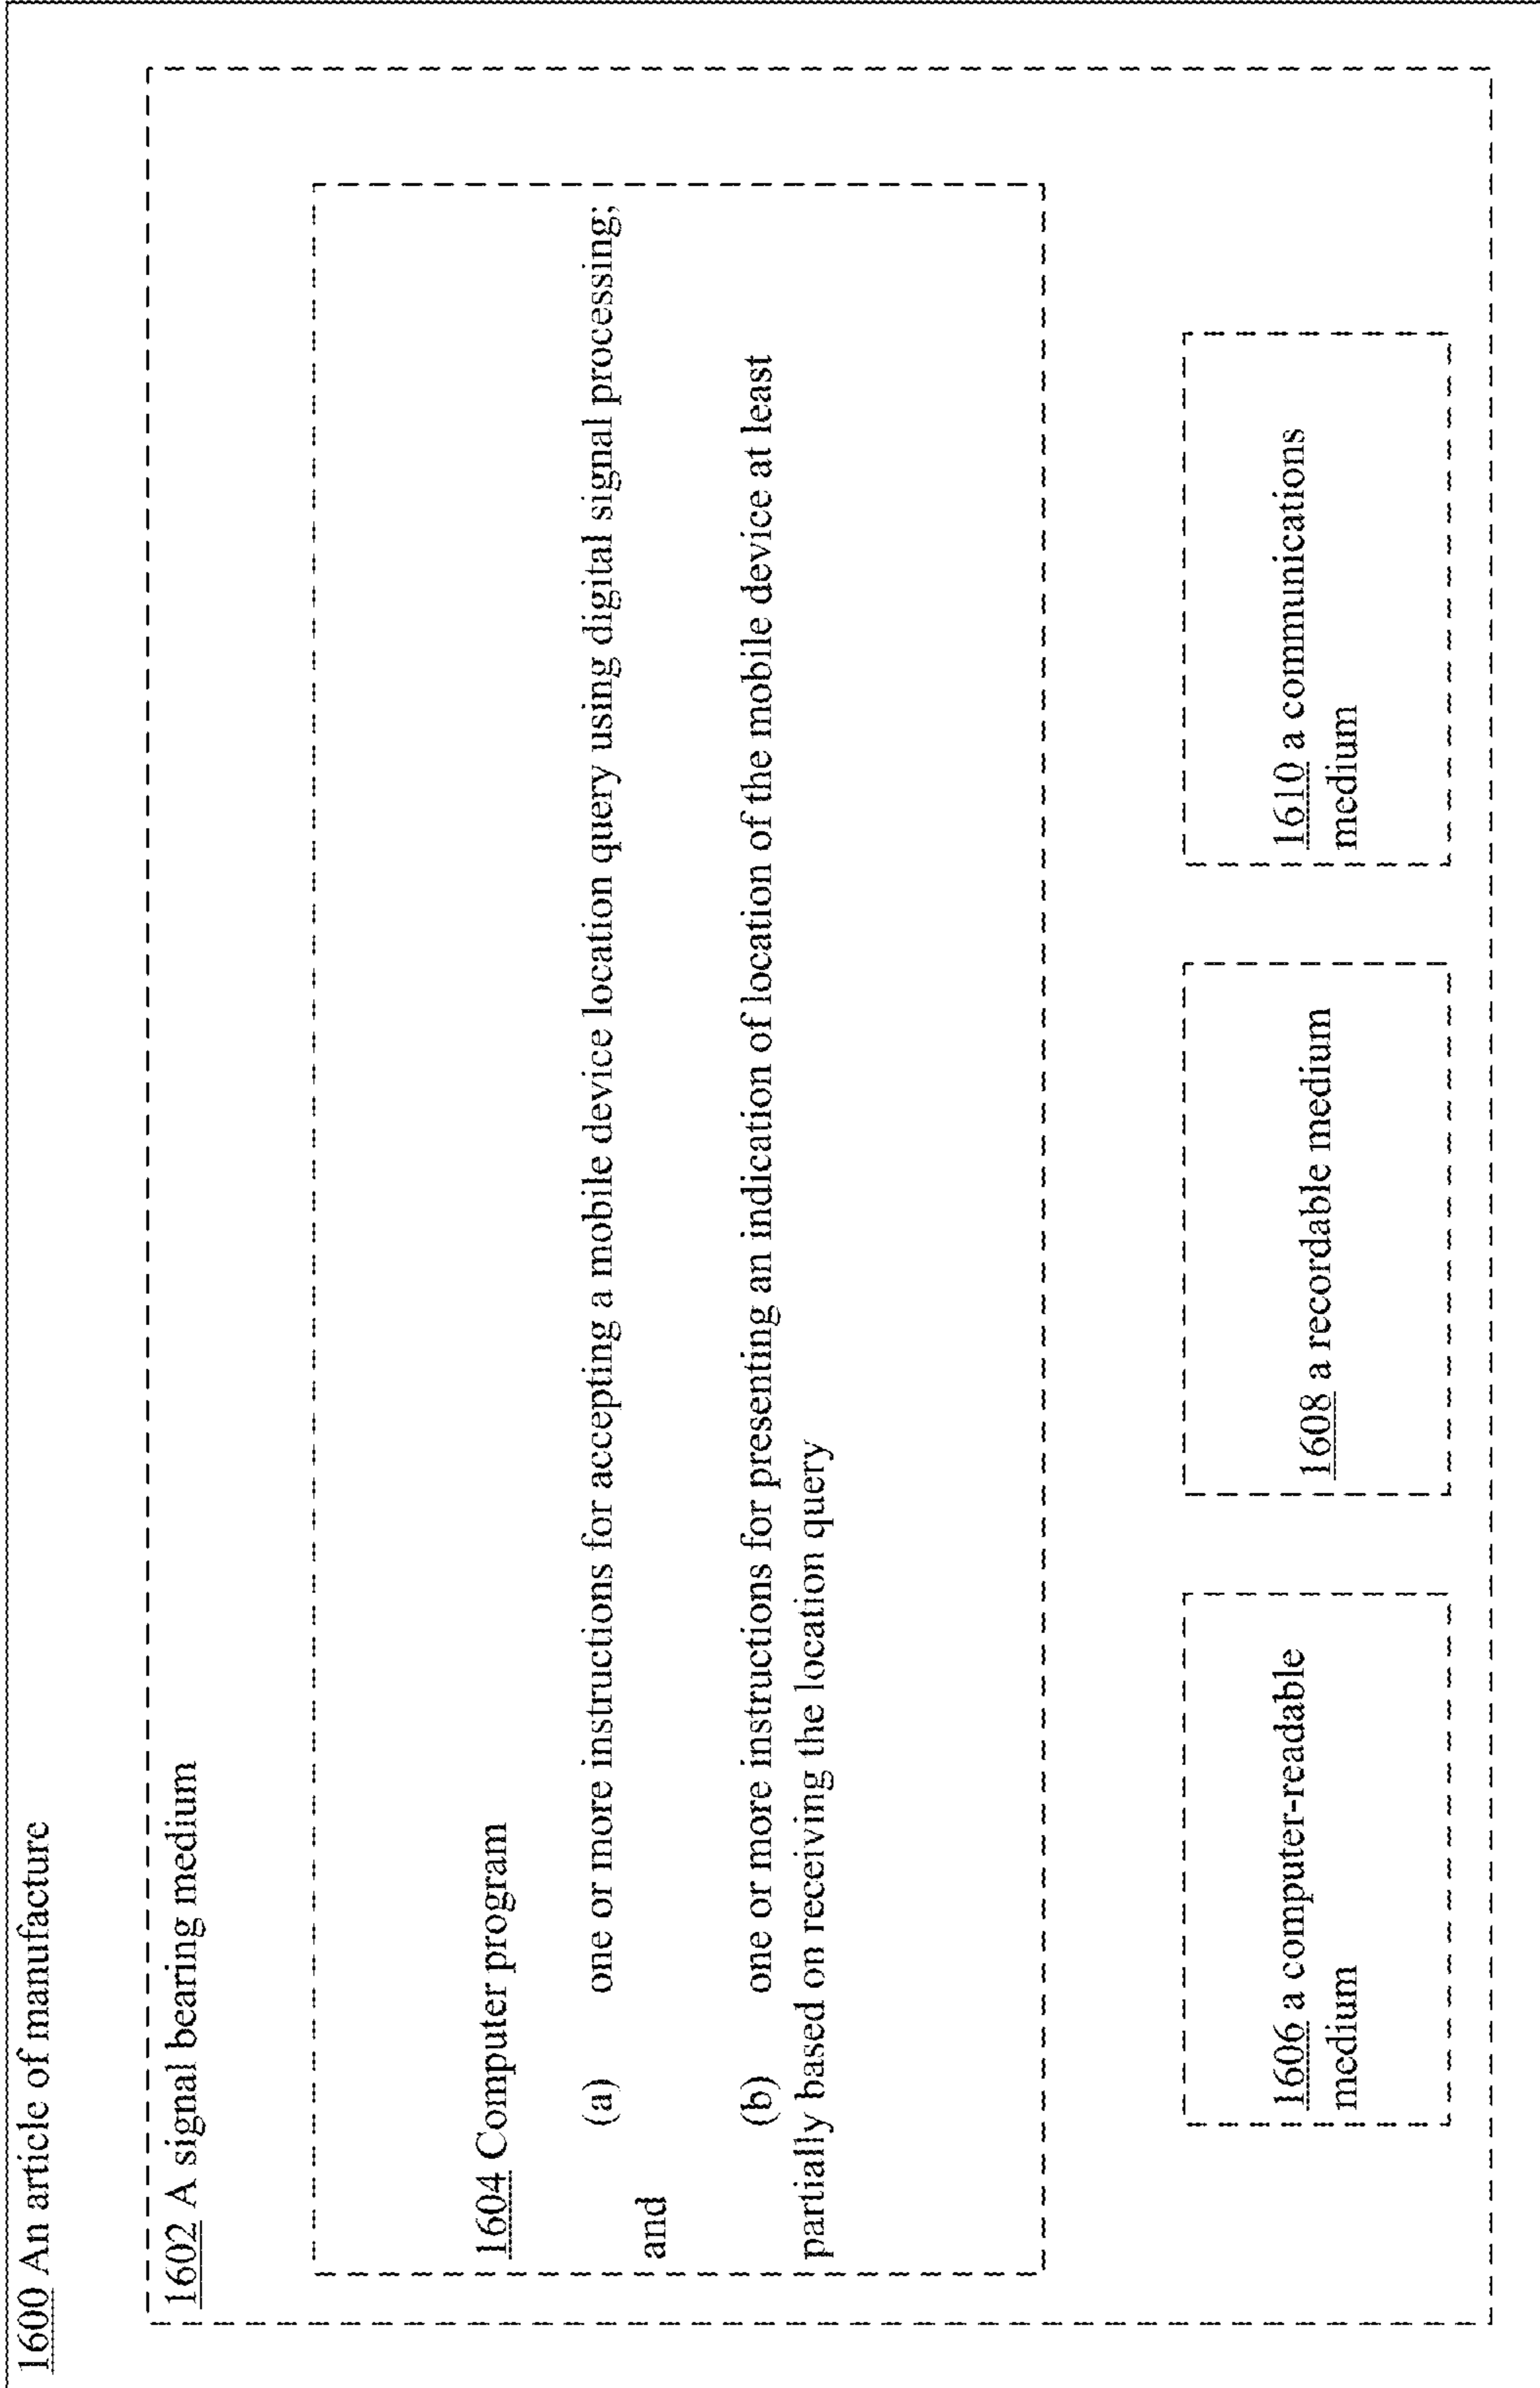 1600 An article of manufacture
1602 A signal bearing medium
1604 Computer program
(a) one or more instructions for accepting a mobile device location query using digital signal processing;
and
(b) one or more instructions for presenting an indication of location of the mobile device at least
partially based on receiving the location query
1606 a computer-readable
medium
1608 a recordable medium
1610 a communications
medium